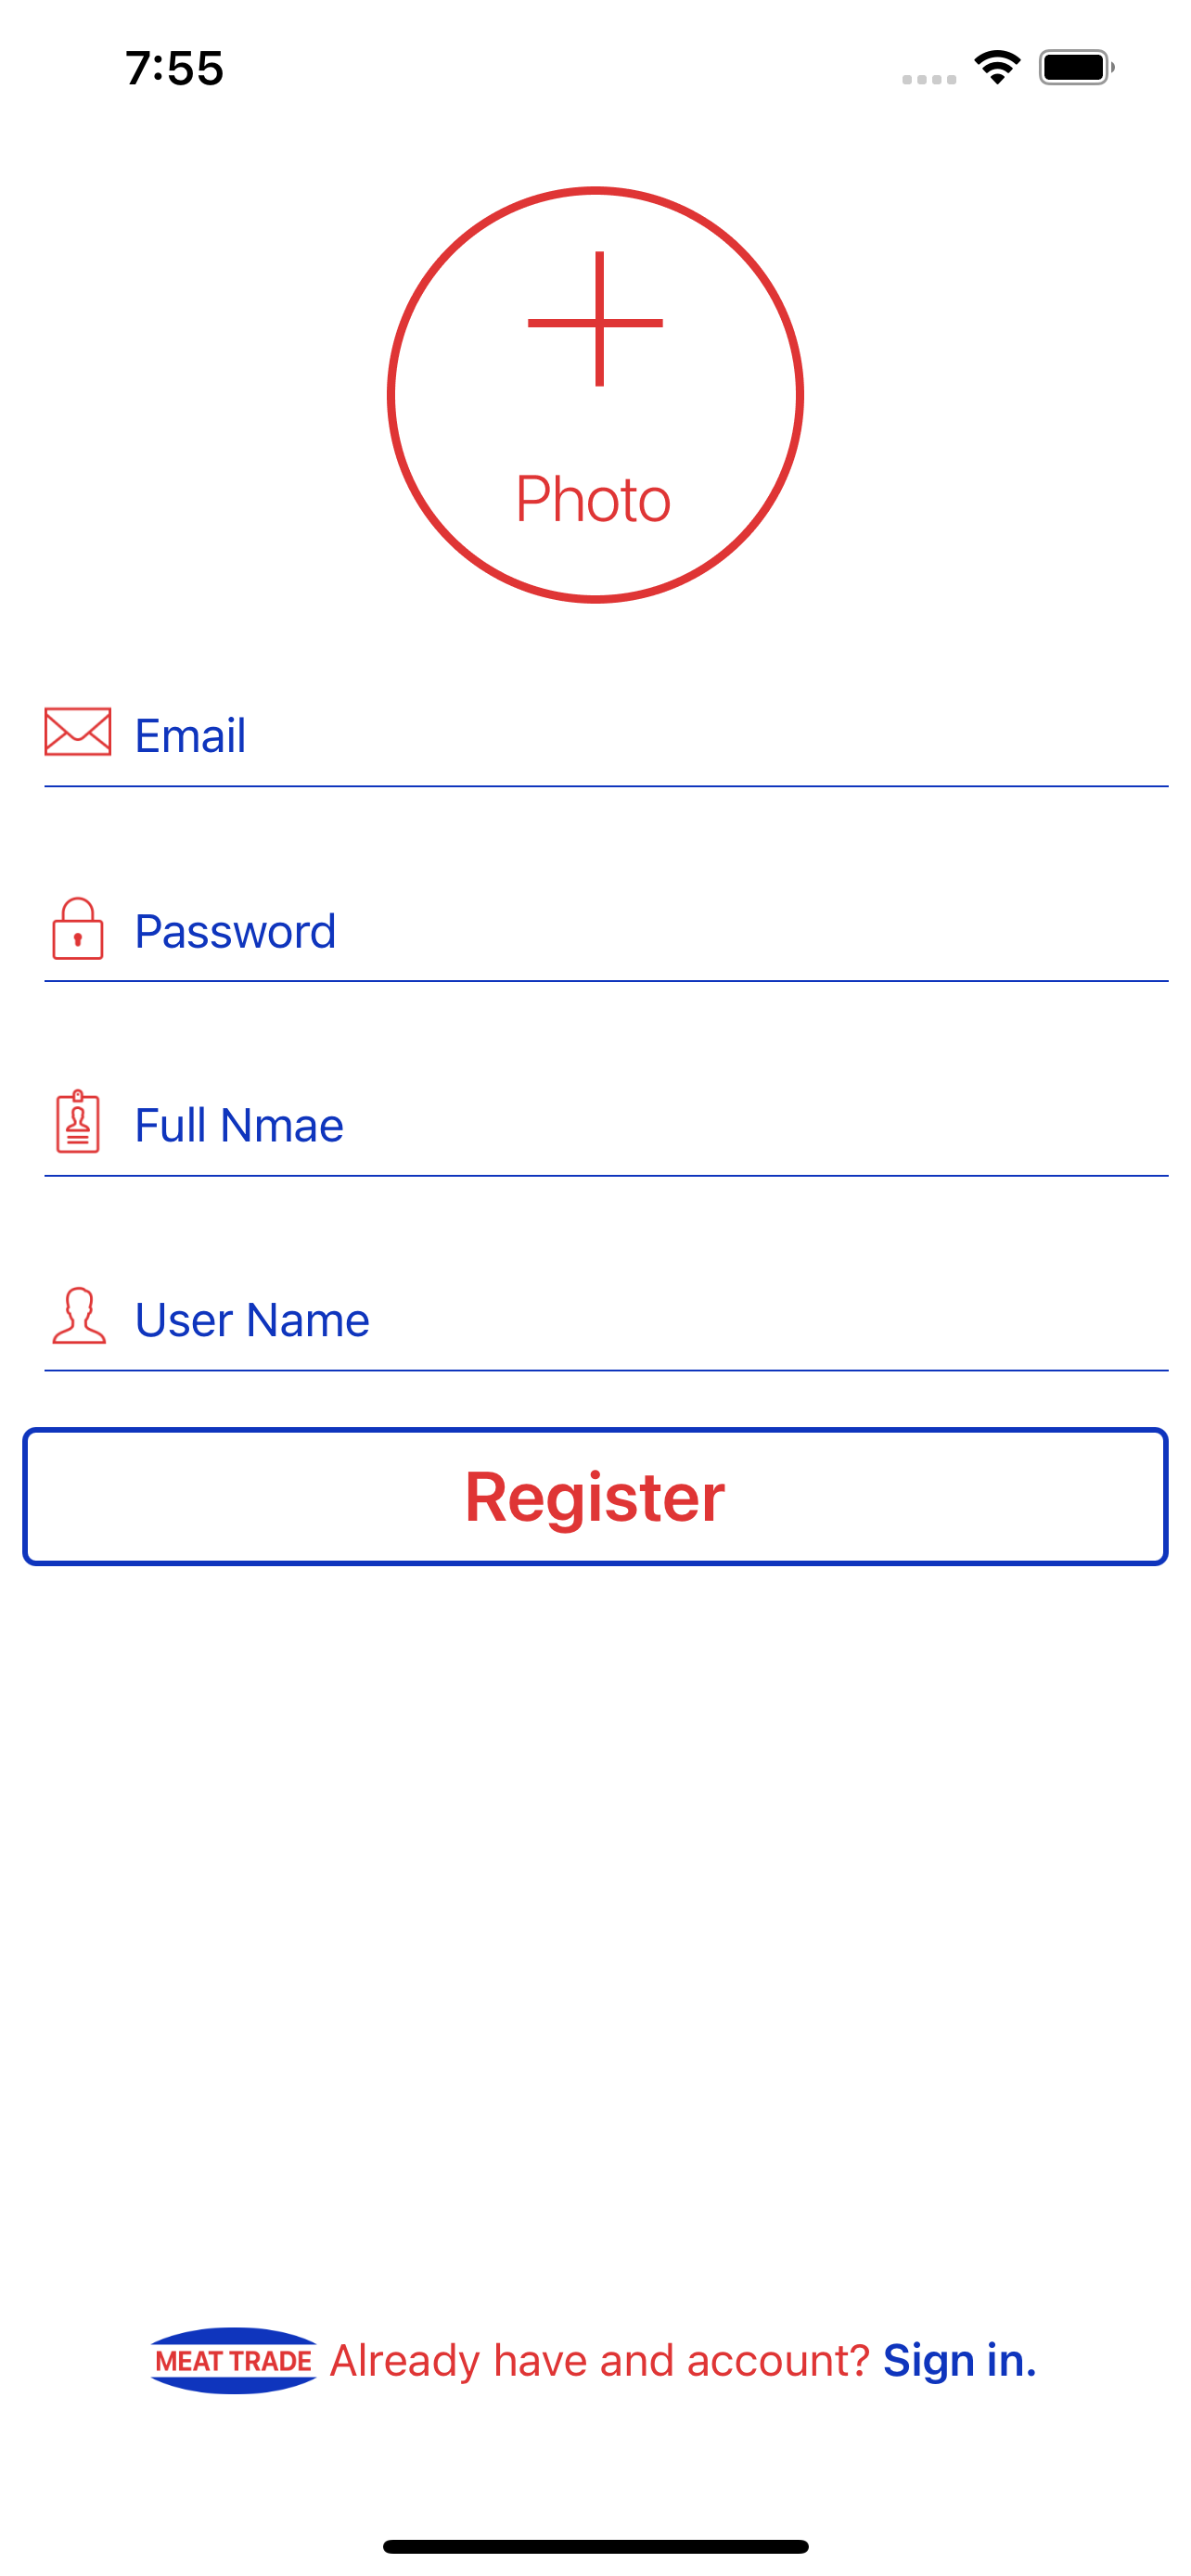 7:55
Photo
Email
Password
Full Nmae
User Name
Register
MEAT TRADE Already have and account? Sign in.